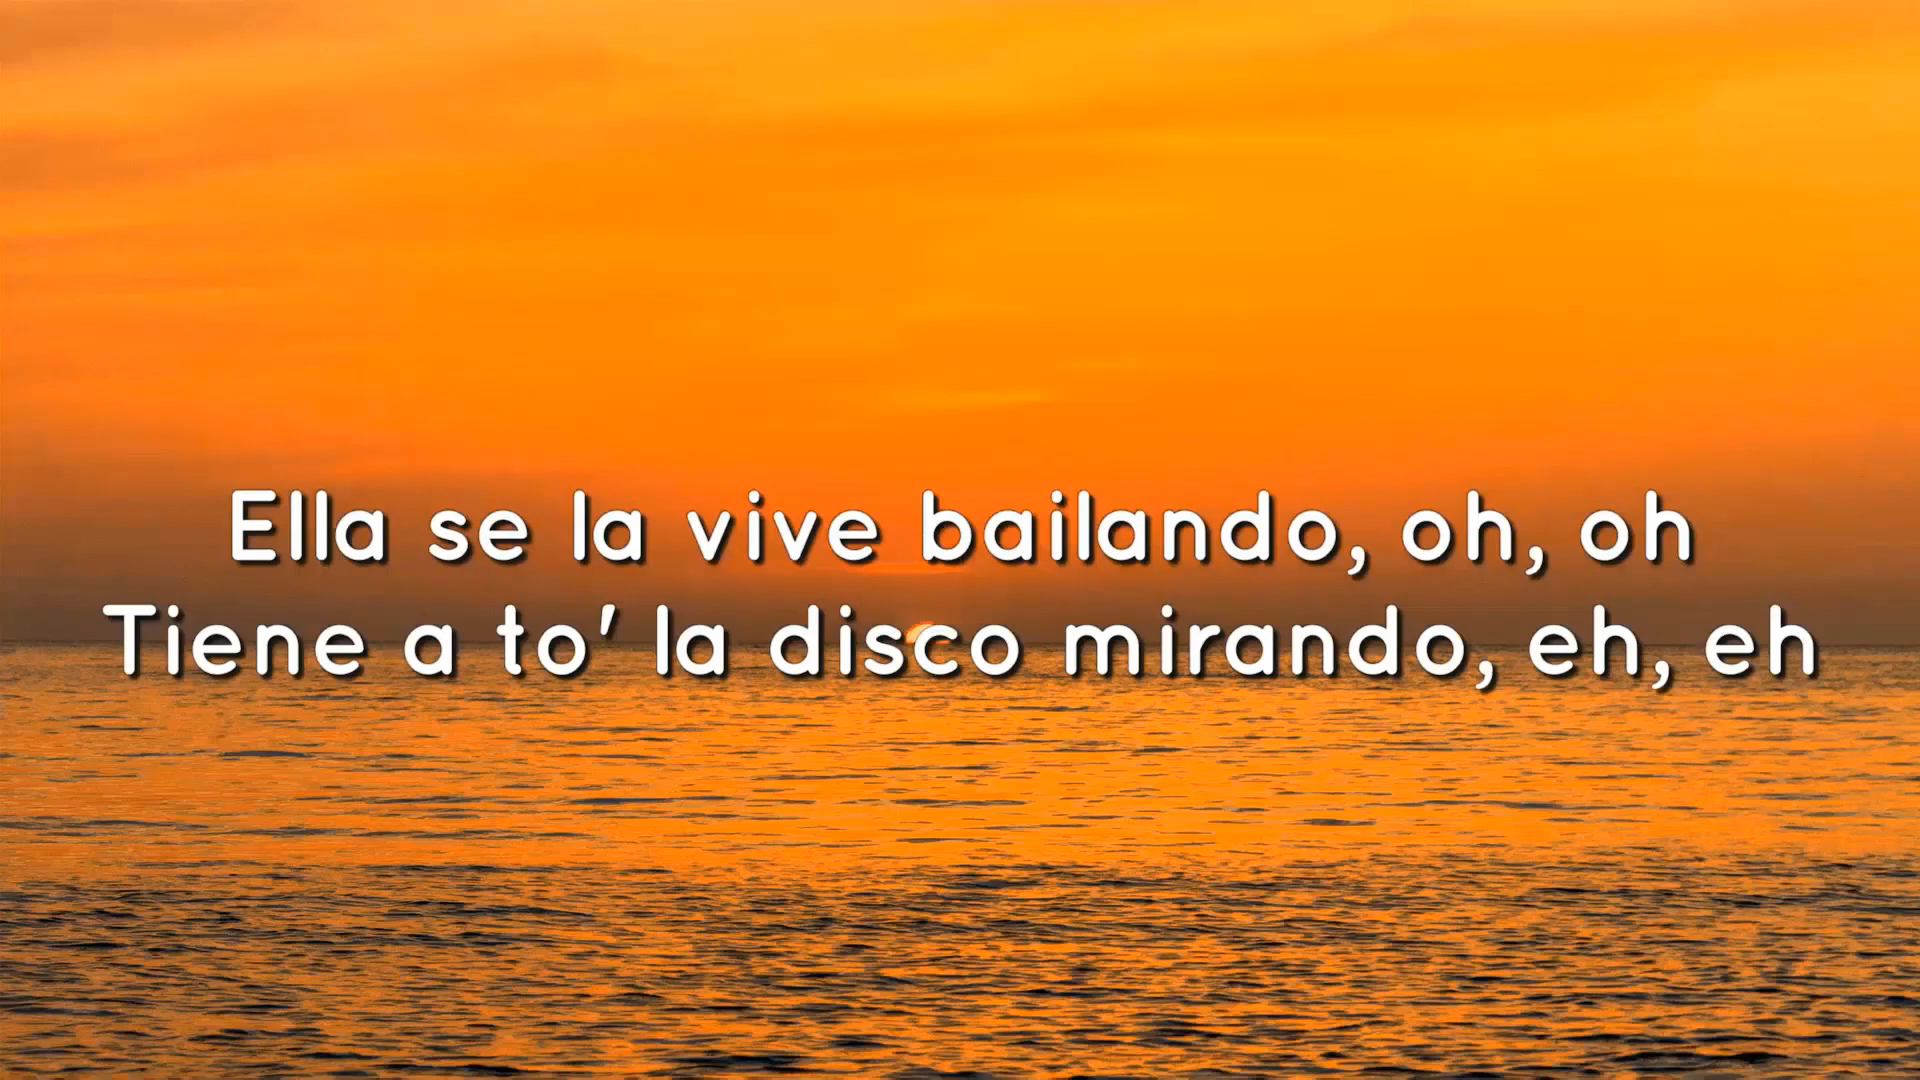 Ella se la vive bailando, oh, oh
Tiene a to' la disco mirando, eh, eh